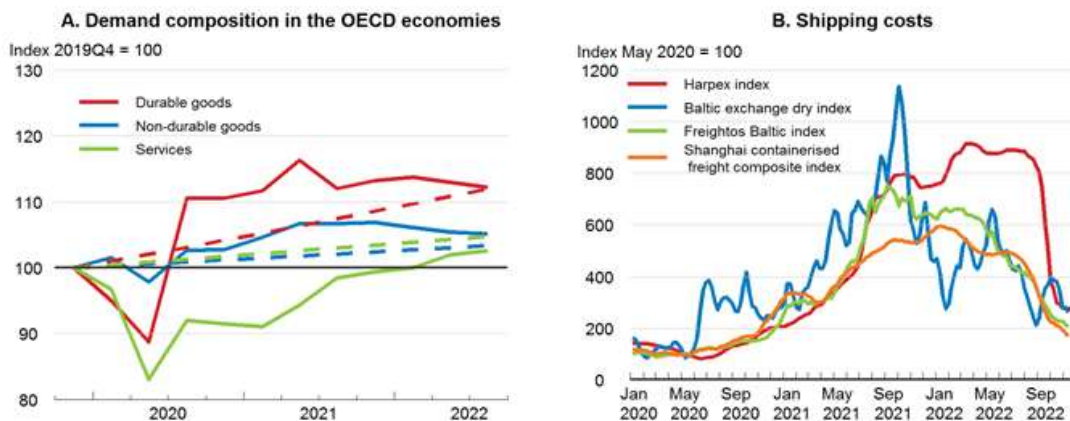 A. Demand composition in the OECD economies
Index 2019Q4 = 100
130
120
110
100
90
80
Durable goods
Non-durable goods
Services
2020
2021
2022
B. Shipping costs
Index May 2020 = 100
1200
1000
800
600
400
200
0
Harpex index
Baltic exchange dry index
Freightos Baltic index
Shanghai containerised
freight composite index
Jan May Sep Jan May Sep Jan May Sep
2020 2020 2020 2021 2021 2021 2022 2022 2022